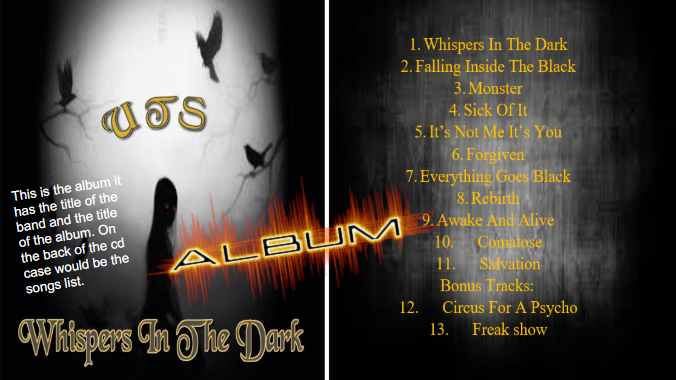 UTS
This is the album it
has the title of the
band and the title
of the album. On
the back of the cd
case would be the
songs list.
ALBUM
Whispers In The Dark
1. Whispers In The Dark
2. Falling Inside The Black
3. Monster
4. Sick Of It
5. It's Not Me It's You
6. Forgiven
7. Everything Goes Black
8. Rebirth
9. Awake And Alive
10. Comatose
11. Salvation
Bonus Tracks:
12. Circus For A Psycho
13. Freak show